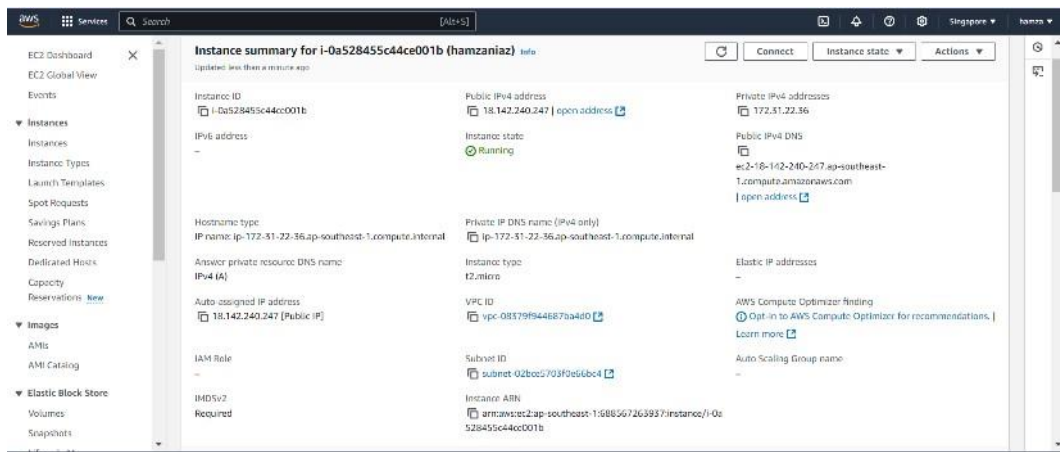 aws
Services
Search
[Alt+S]
Singapore
hamza
EC2 Dashboard
EC2 Global View
Events
Instances
Instances
Instance Types
Launch Templates
Spot Requests
Savings Plans
Reserved Instances
Dedicated Hosts
Capacity
Reservations New
Images
AMIs
AMI Catalog
Elastic Block Store
Volumes
Snapshots
Instance summary for i-0a528455c44ce001b (hamzaniaz) Info
Updated less than a minute ago
Connect
Instance state
Actions
Instance ID
i-0a528455c44ce001b
Public IPv4 address
18.142.240.247 | open address
Private IPv4 addresses
172.31.22.36
IPv6 address
–
Instance state
Running
Public IPv4 DNS
ec2-18-142-240-247.ap-southeast-
1.compute.amazonaws.com
| open address
Hostname type
IP name: ip-172-31-22-36.ap-southeast-1.compute.internal
Private IP DNS name (IPv4 only)
ip-172-31-22-36.ap-southeast-1.compute.internal
Answer private resource DNS name
IPv4 (A)
Instance type
t2.micro
Elastic IP addresses
–
Auto-assigned IP address
18.142.240.247 [Public IP]
VPC ID
vpc-08379f944687ba4d0
AWS Compute Optimizer finding
Opt-in to AWS Compute Optimizer for recommendations. |
Learn more
IAM Role
–
Subnet ID
subnet-02bce5703f0e66bc4
Auto Scaling Group name
–
IMDSv2
Required
Instance ARN
arn:aws:ec2:ap-southeast-1:688567263937:instance/i-0a
528455c44ce001b